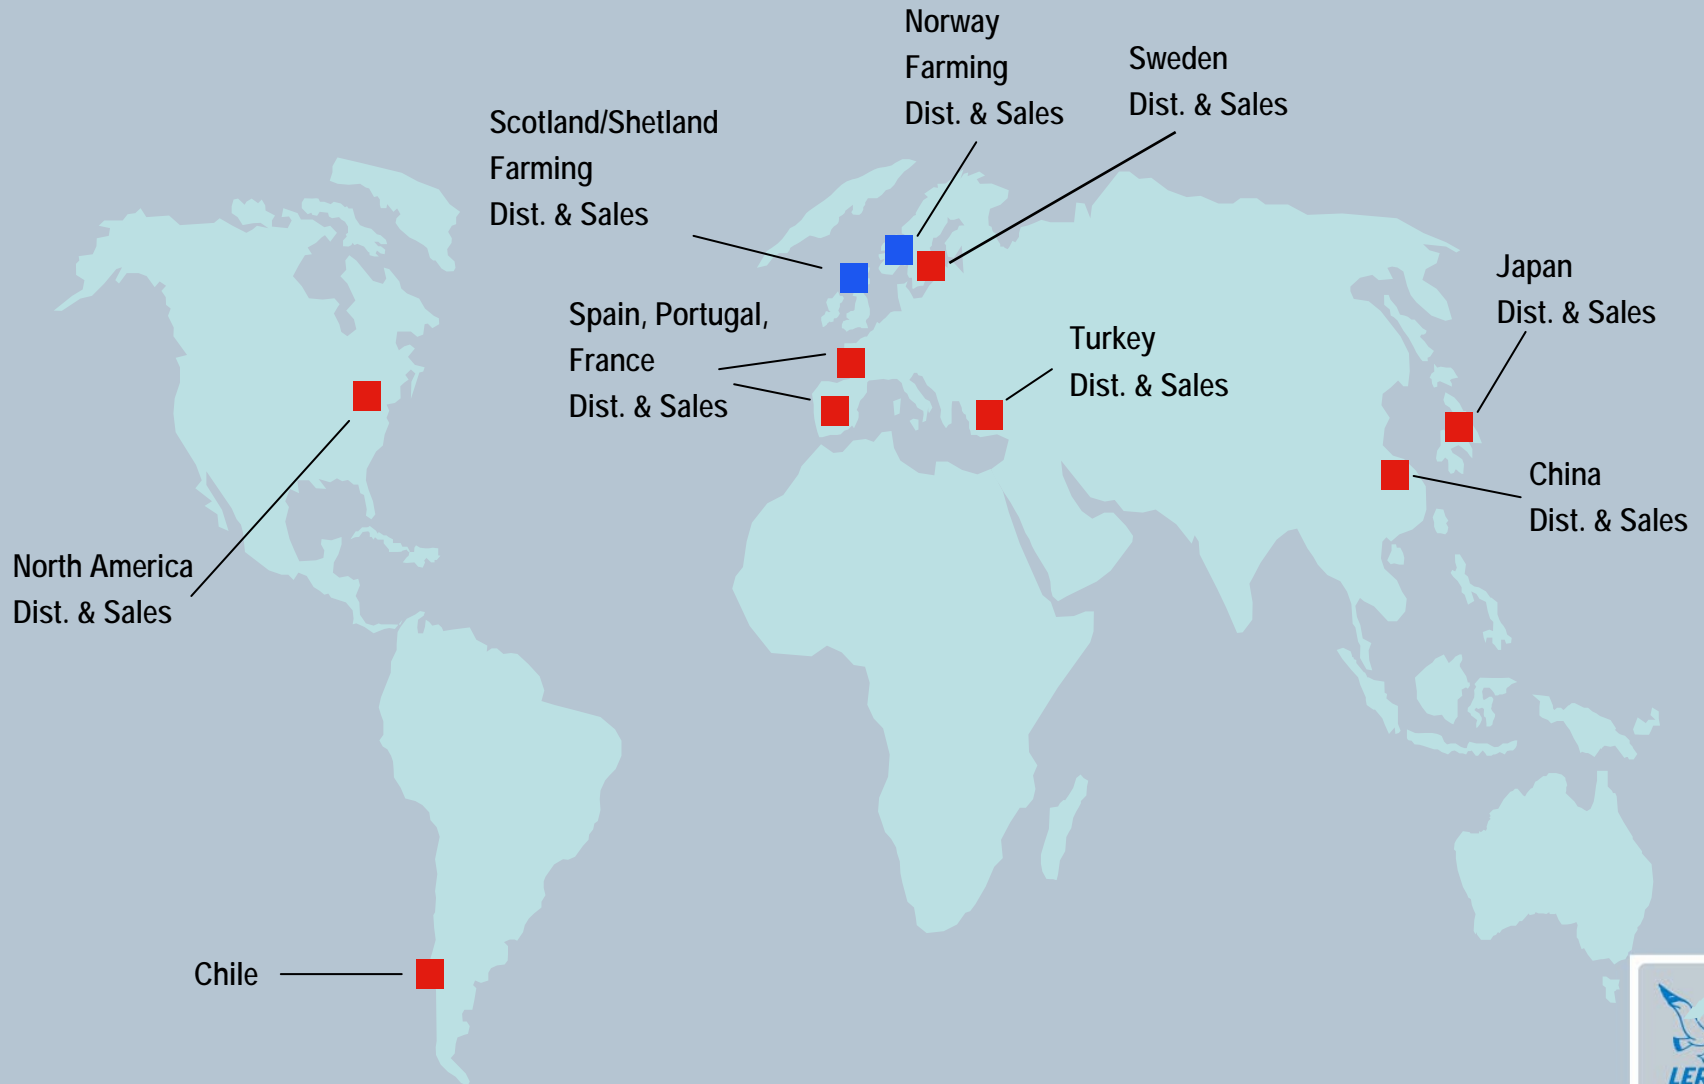 Norway
Farming
Dist. & Sales
Sweden
Dist. & Sales
Scotland/Shetland
Farming
Dist. & Sales
Japan
Dist. & Sales
Spain, Portugal,
France
Dist. & Sales
Turkey
Dist. & Sales
China
Dist. & Sales
North America
Dist. & Sales
Chile